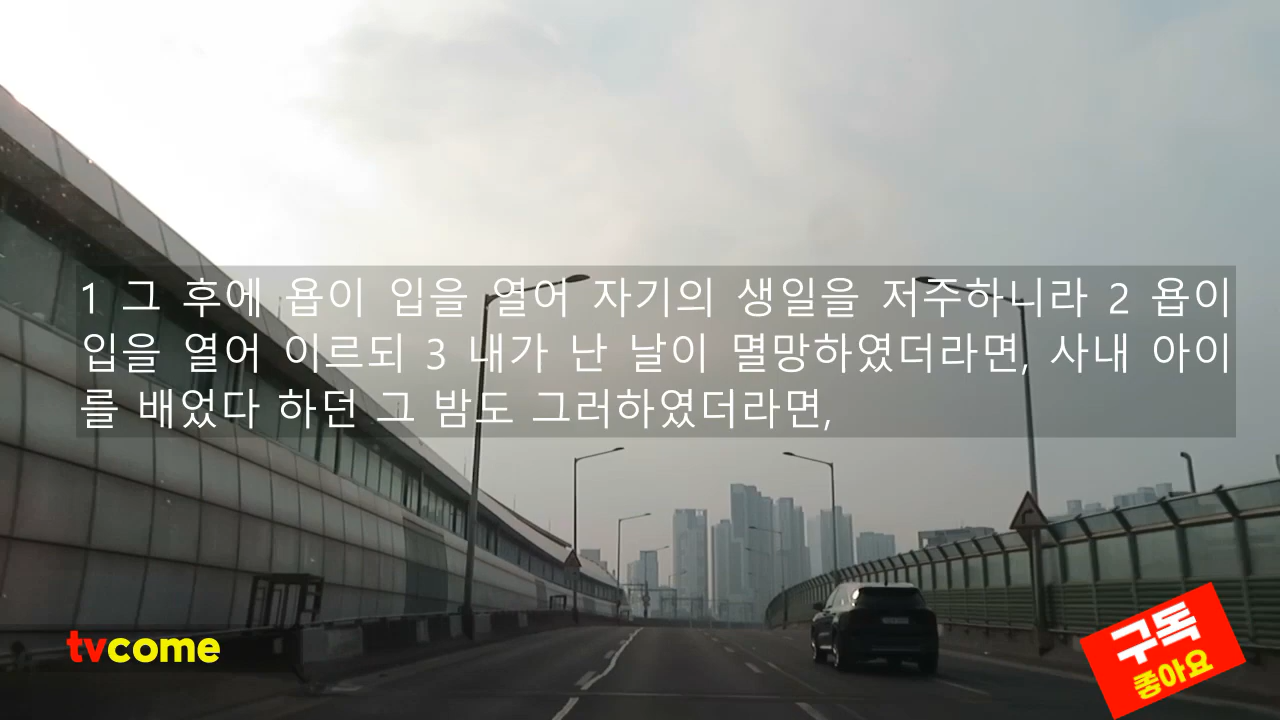 1 그 후에 욥이 입을 열어 자기의 생일을 저주하니라 2 욥이
입을 열어 이르되 3 내가 난 날이 멸망하였더라면, 사내 아이
를 배었다 하던 그 밤도 그러하였더라면,
tvcome
구독
좋아요